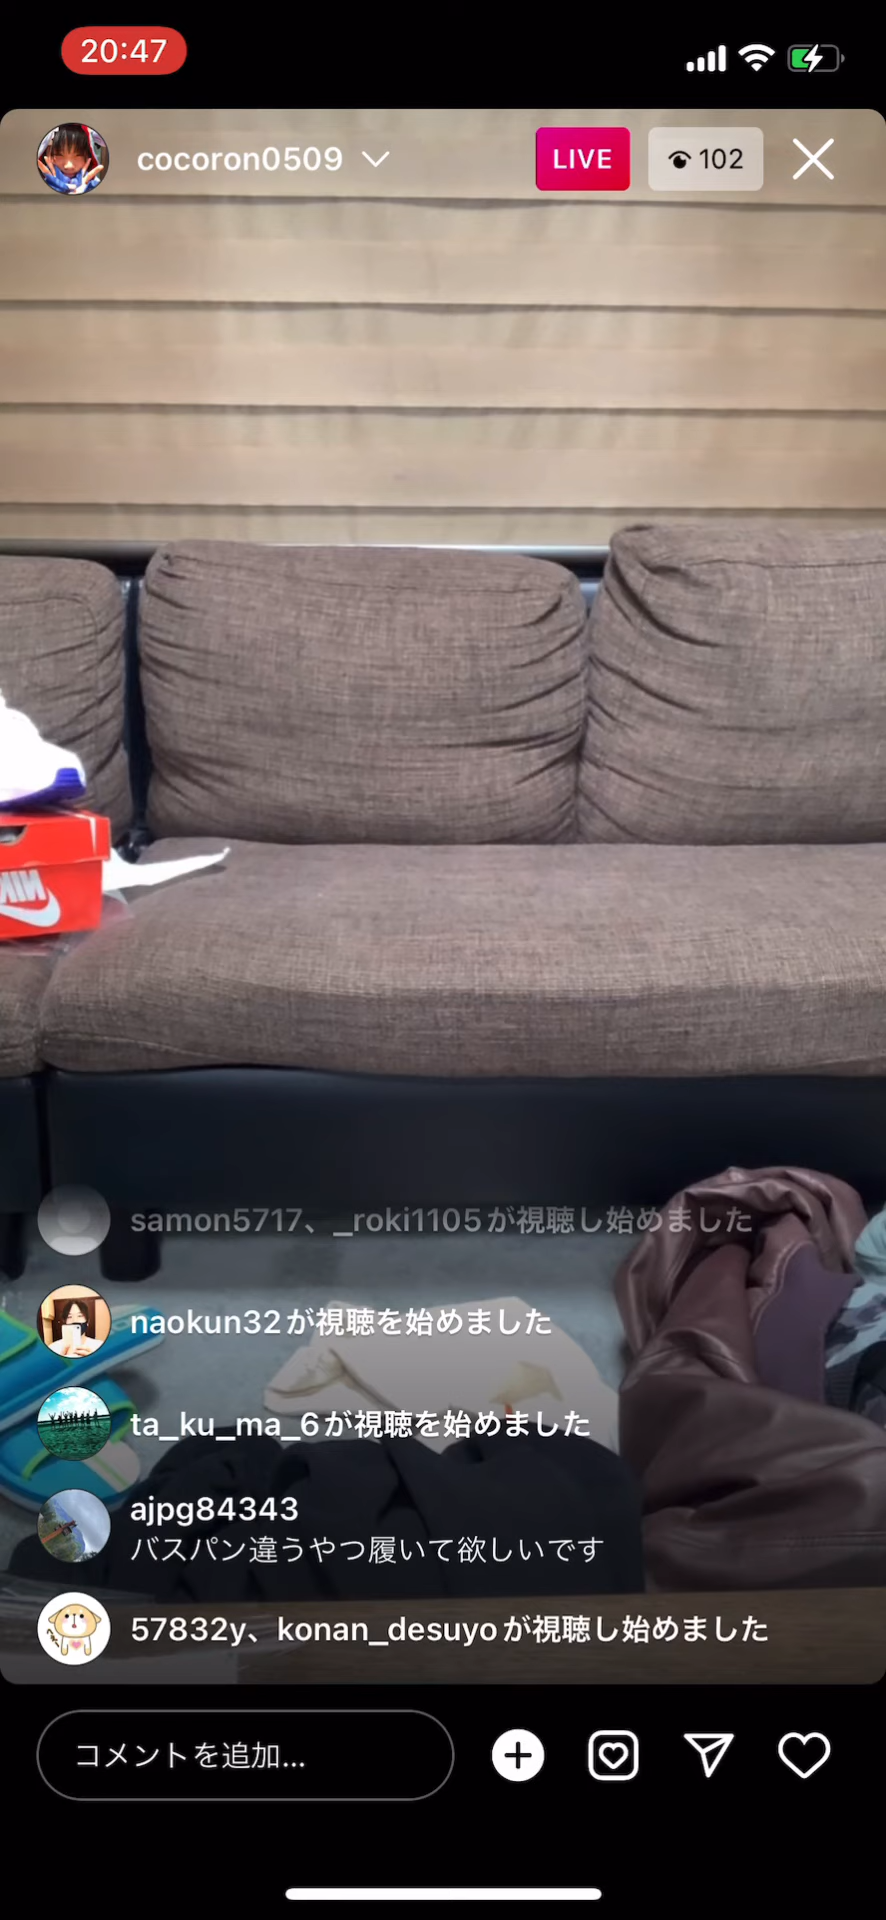 20:47
cocoron0509
LIVE
102
NIKE
samon5717、_roki1105が視聴し始めました
naokun32が視聴を始めました
ta_ku_ma_6が視聴を始めました
ajpg84343
バスパン違うやつ履いて欲しいです
57832y、konan_desuyoが視聴し始めました
コメントを追加...